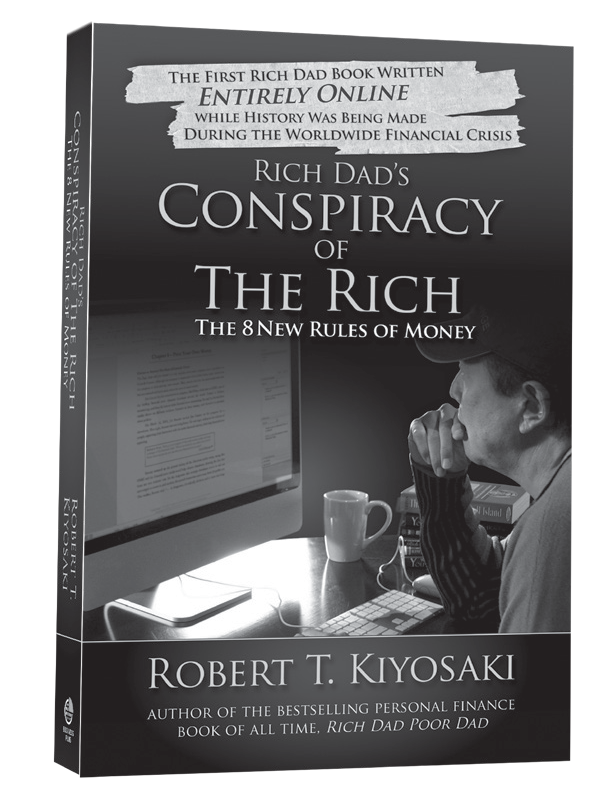 THE FIRST RICH DAD BOOK WRITTEN
ENTIRELY ONLINE
WHILE HISTORY WAS BEING MADE
DURING THE WORLDWIDE FINANCIAL CRISIS
RICH DAD'S
CONSPIRACY
OF
THE RICH
THE 8 NEW RULES OF MONEY
ROBERT T. KIYOSAKI
AUTHOR OF THE BESTSELLING PERSONAL FINANCE
BOOK OF ALL TIME, RICH DAD POOR DAD
RICH DAD'S
CONSPIRACY OF THE RICH
THE 8 NEW RULES OF MONEY
ROBERT T.
KIYOSAKI